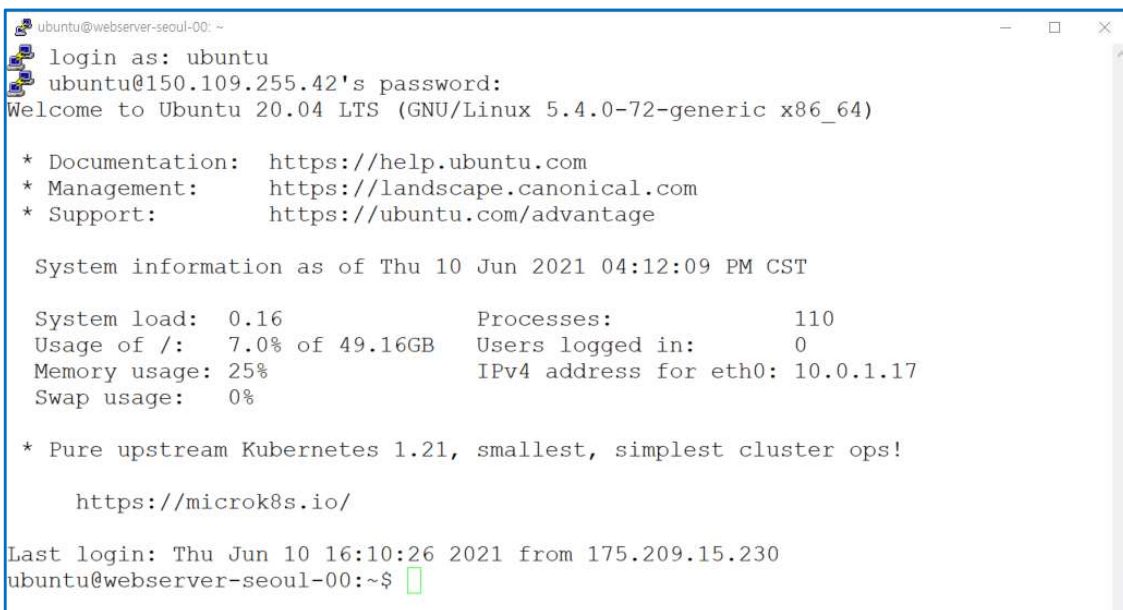 ubuntu@webserver-seoul-00: ~
login as: ubuntu
ubuntu@150.109.255.42's password:
Welcome to Ubuntu 20.04 LTS (GNU/Linux 5.4.0-72-generic x86_64)
* Documentation:  https://help.ubuntu.com
* Management:     https://landscape.canonical.com
* Support:        https://ubuntu.com/advantage
System information as of Thu 10 Jun 2021 04:12:09 PM CST
System load:  0.16               Processes:             110
Usage of /:   7.0% of 49.16GB   Users logged in:       0
Memory usage: 25%                IPv4 address for eth0: 10.0.1.17
Swap usage:   0%
* Pure upstream Kubernetes 1.21, smallest, simplest cluster ops!
https://microk8s.io/
Last login: Thu Jun 10 16:10:26 2021 from 175.209.15.230
ubuntu@webserver-seoul-00:~$